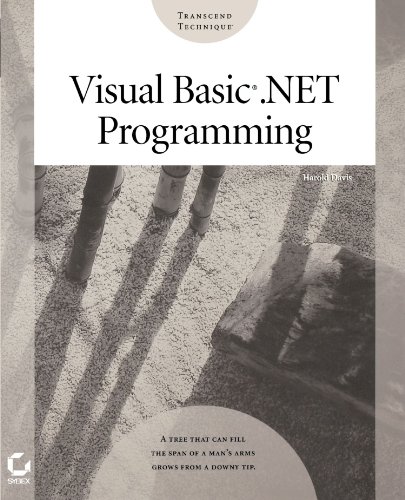 TRANSCEND
TECHNIQUE™
Visual Basic® .NET
Programming
Harold Davis
A TREE THAT CAN FILL
THE SPAN OF A MAN'S ARMS
GROWS FROM A DOWNY TIP.
SYBEX